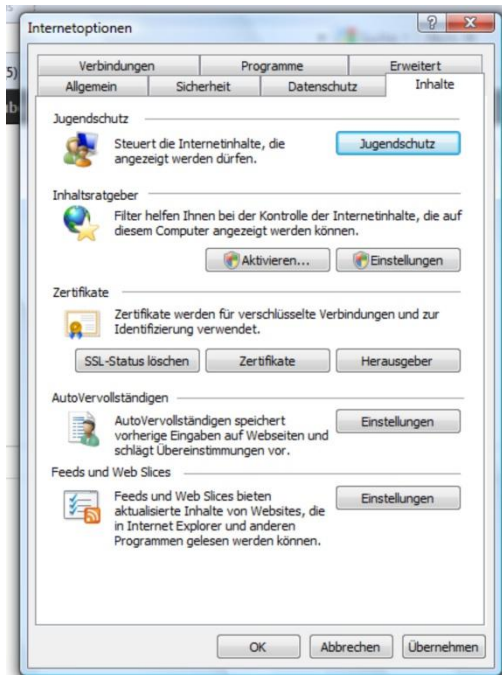 Internetoptionen
Verbindungen Programme Erweitert
Allgemein Sicherheit Datenschutz Inhalte
Jugendschutz
Steuert die Internetinhalte, die
angezeigt werden dürfen.
Jugendschutz
Inhaltsratgeber
Filter helfen Ihnen bei der Kontrolle der Internetinhalte, die auf
diesem Computer angezeigt werden können.
Aktivieren... Einstellungen
Zertifikate
Zertifikate werden für verschlüsselte Verbindungen und zur
Identifizierung verwendet.
SSL-Status löschen Zertifikate Herausgeber
AutoVervollständigen
AutoVervollständigen speichert
vorherige Eingaben auf Webseiten und
schlägt Übereinstimmungen vor.
Einstellungen
Feeds und Web Slices
Feeds und Web Slices bieten
aktualisierte Inhalte von Websites, die
in Internet Explorer und anderen
Programmen gelesen werden können.
Einstellungen
OK Abbrechen Übernehmen